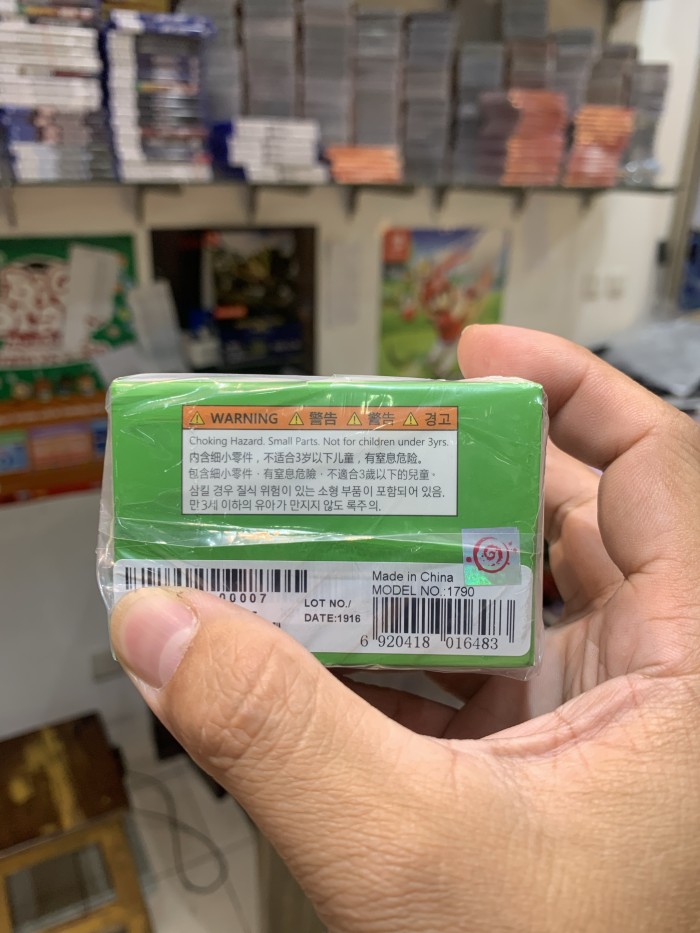 WARNING 警告 警告 경고
Choking Hazard. Small Parts. Not for children under 3yrs.
内含细小零件，不适合3岁以下儿童，有窒息危险。
包含細小零件，有窒息危險，不適合3歲以下的兒童。
삼킬 경우 질식 위험이 있는 소형 부품이 포함되어 있음.
만 3세 이하의 유아가 만지지 않도록주의.
00007
LOT NO./
DATE:1916
Made in China
MODEL NO.:1790
6 920418 016483